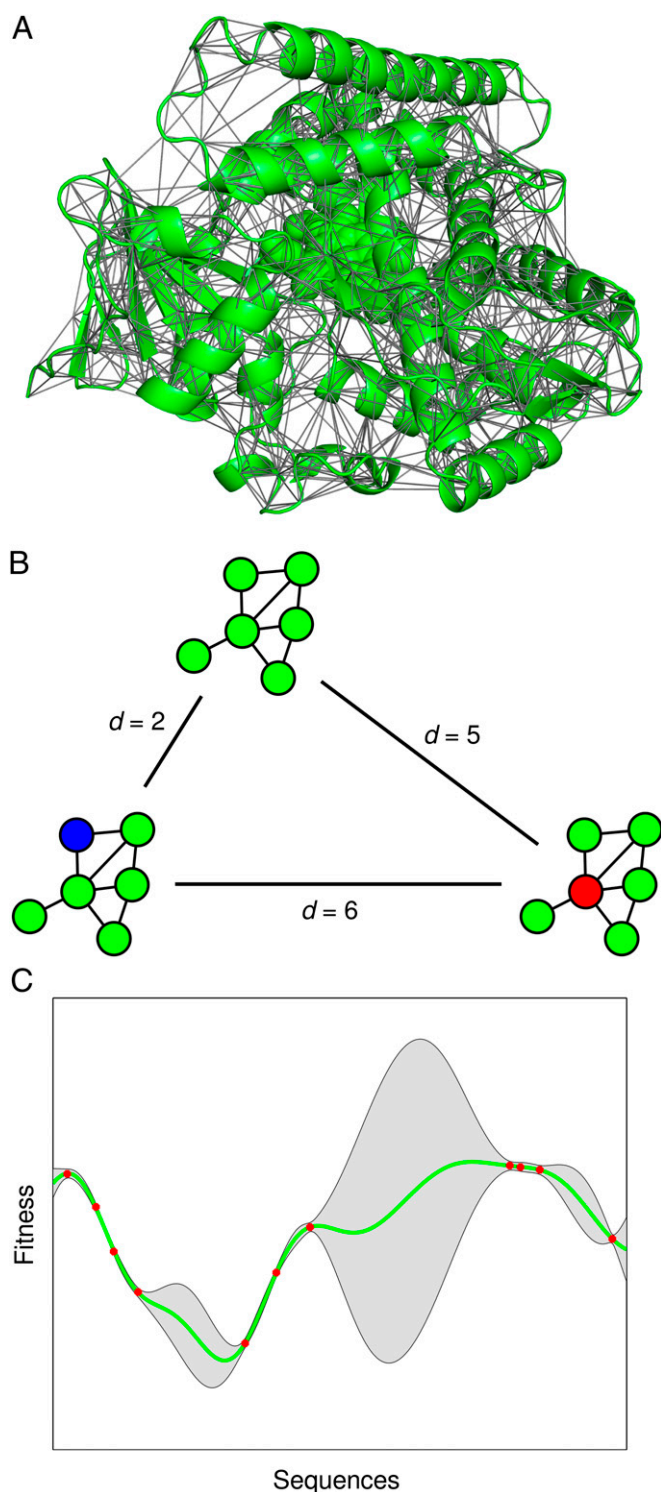 A
B
d = 2
d = 5
d = 6
C
Fitness
Sequences